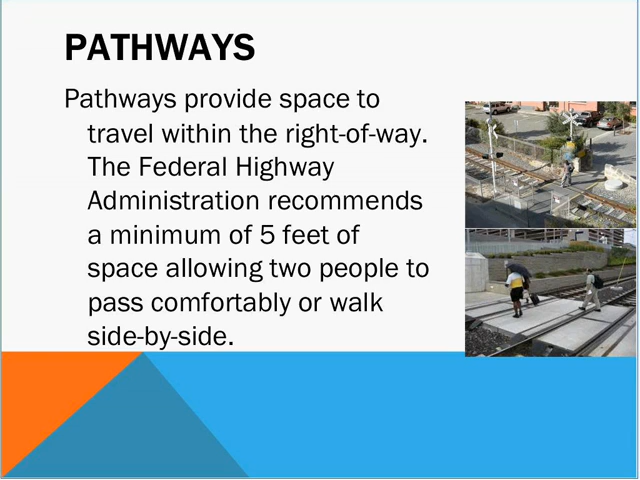 PATHWAYS
Pathways provide space to
travel within the right-of-way.
The Federal Highway
Administration recommends
a minimum of 5 feet of
space allowing two people to
pass comfortably or walk
side-by-side.